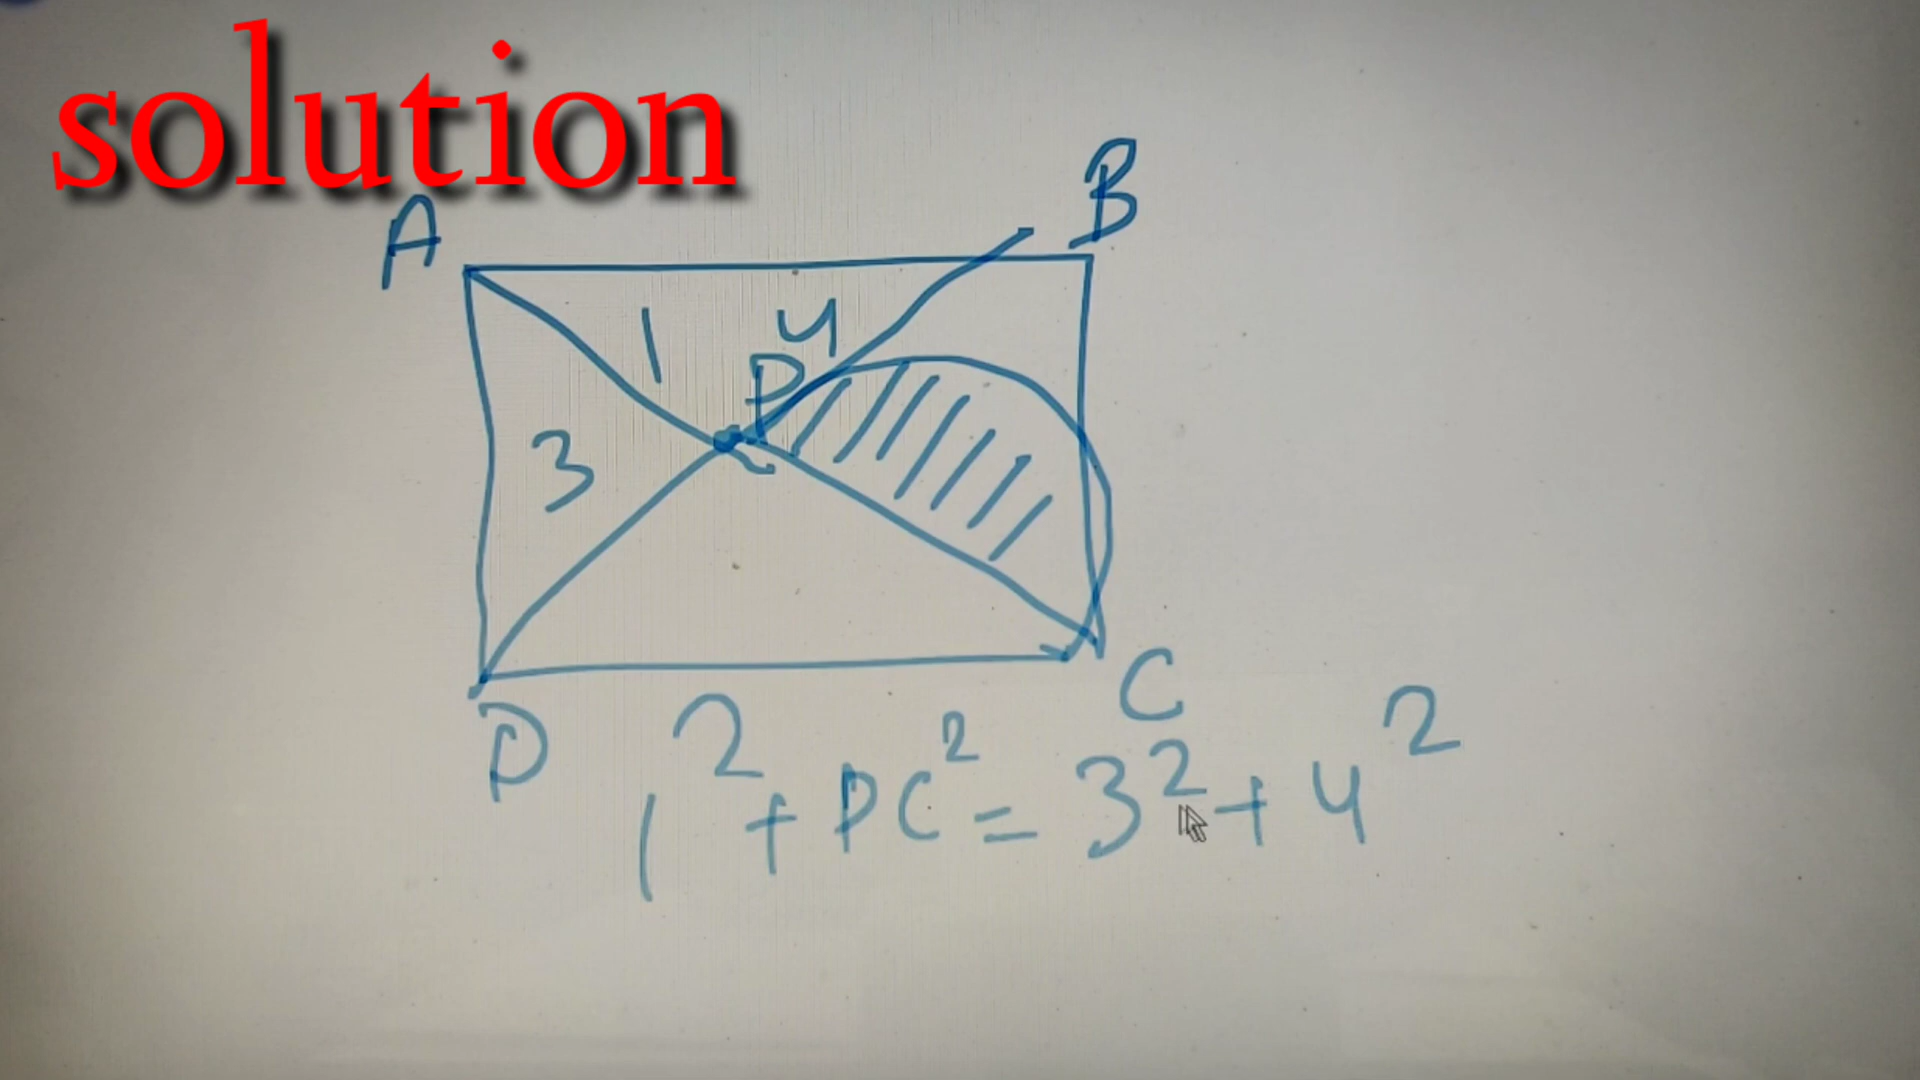 solution
A
B
1
4
P
3
C
D
1² + PC² = 3² + 4²